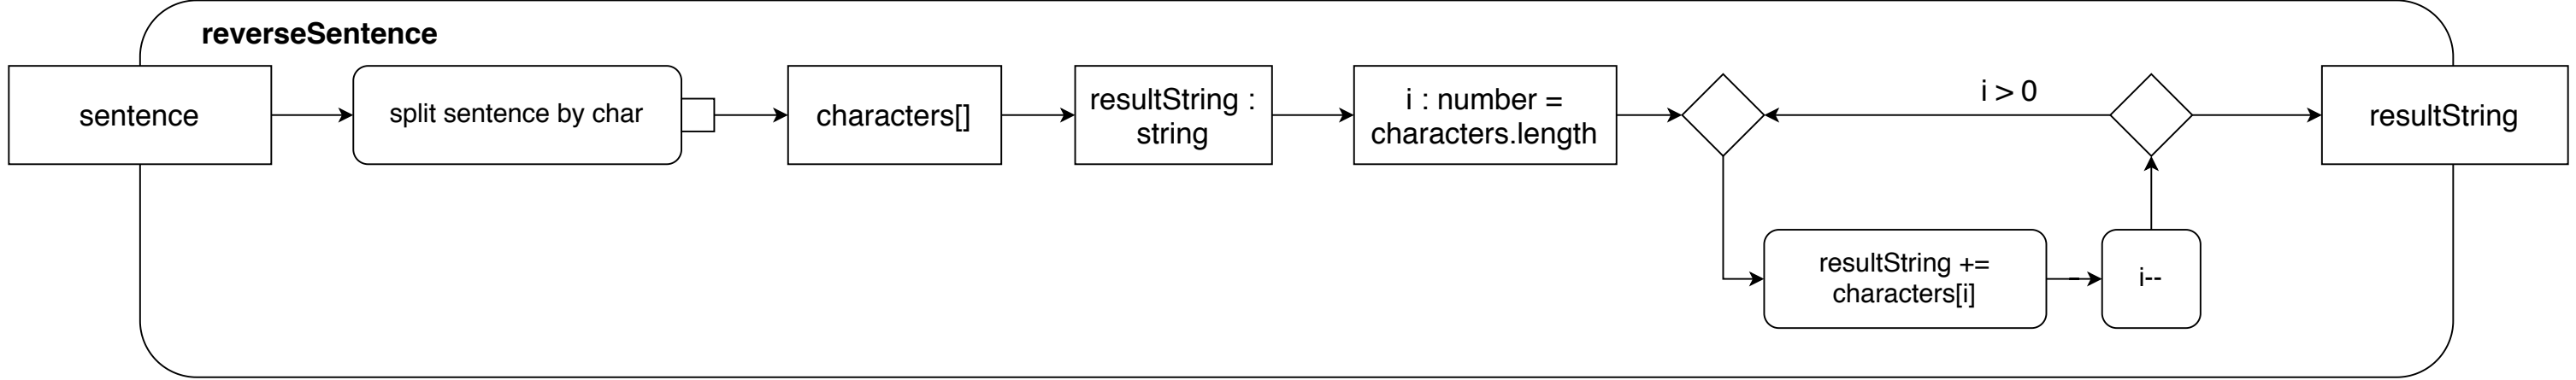 reverseSentence
sentence
split sentence by char
characters[]
resultString :
string
i : number =
characters.length
i > 0
resultString
resultString +=
characters[i]
i--